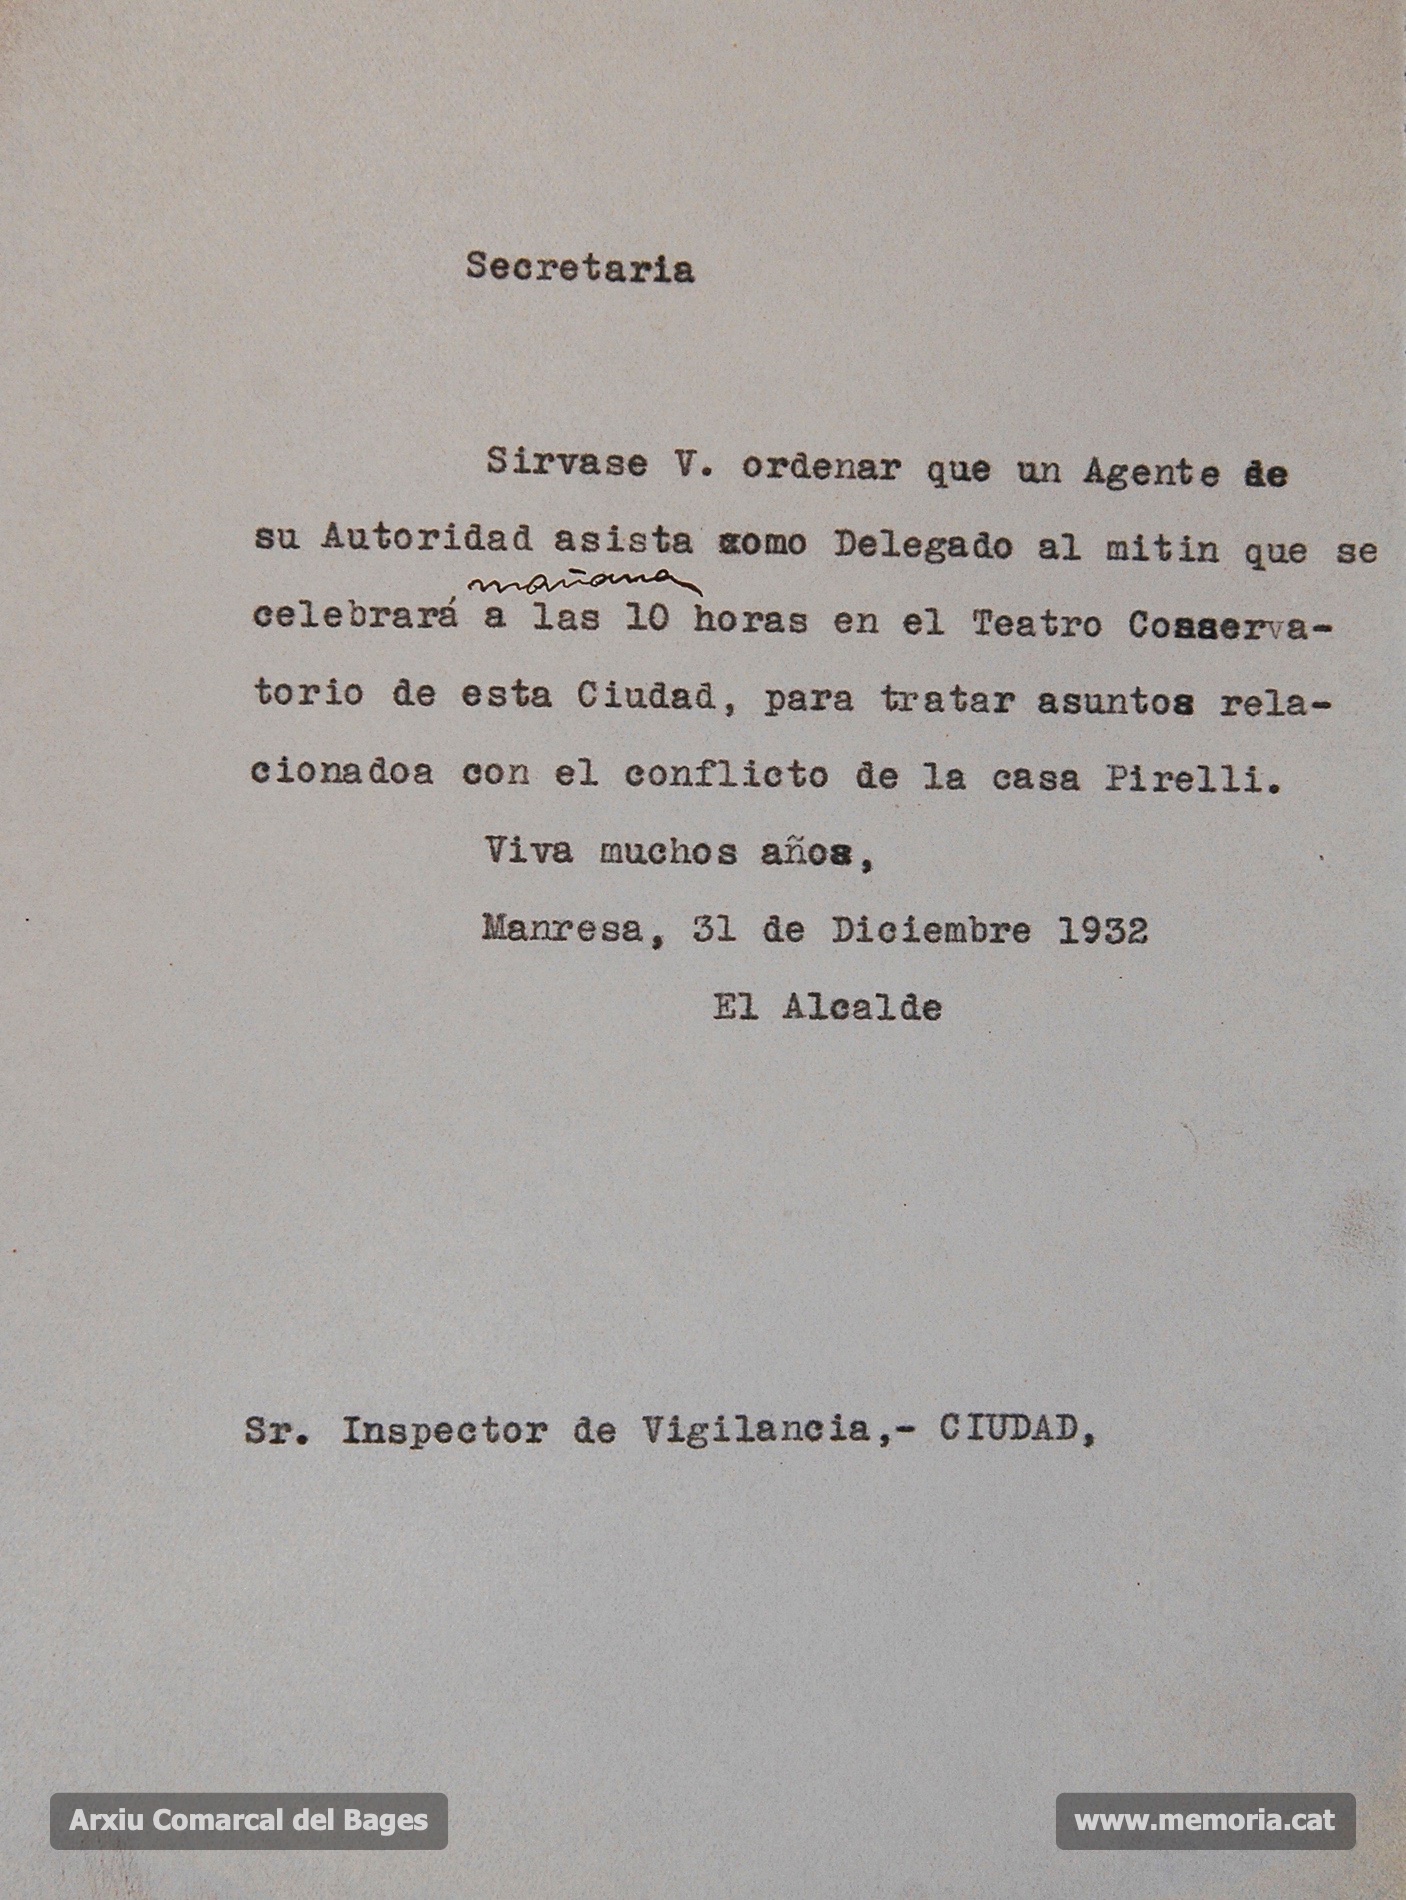 Secretaria
Sirvase V. ordenar que un Agente de
su Autoridad asista como Delegado al mitin que se
mañana
celebrará a las 10 horas en el Teatro Conserva-
torio de esta Ciudad, para tratar asuntos rela-
cionadoa con el conflicto de la casa Pirelli.
Viva muchos años,
Manresa, 31 de Diciembre 1932
El Alcalde
Sr. Inspector de Vigilancia,- CIUDAD,
Arxiu Comarcal del Bages
www.memoria.cat